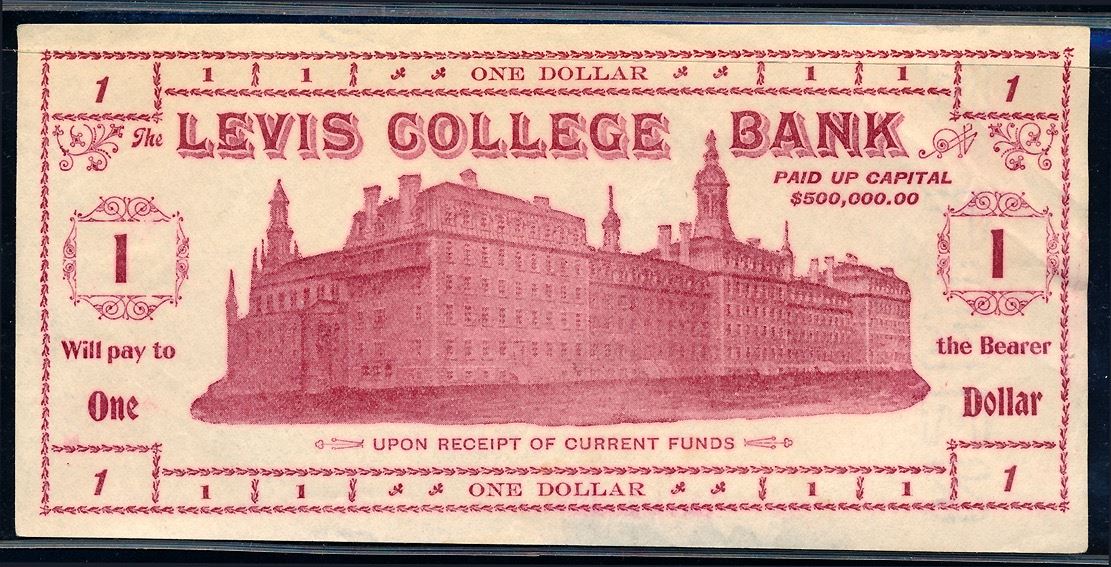 1 1 1 ONE DOLLAR 1 1 1
The LEVIS COLLEGE BANK
PAID UP CAPITAL
$500,000.00
1 1
Will pay to the Bearer
One Dollar
UPON RECEIPT OF CURRENT FUNDS
1 1 1 ONE DOLLAR 1 1 1